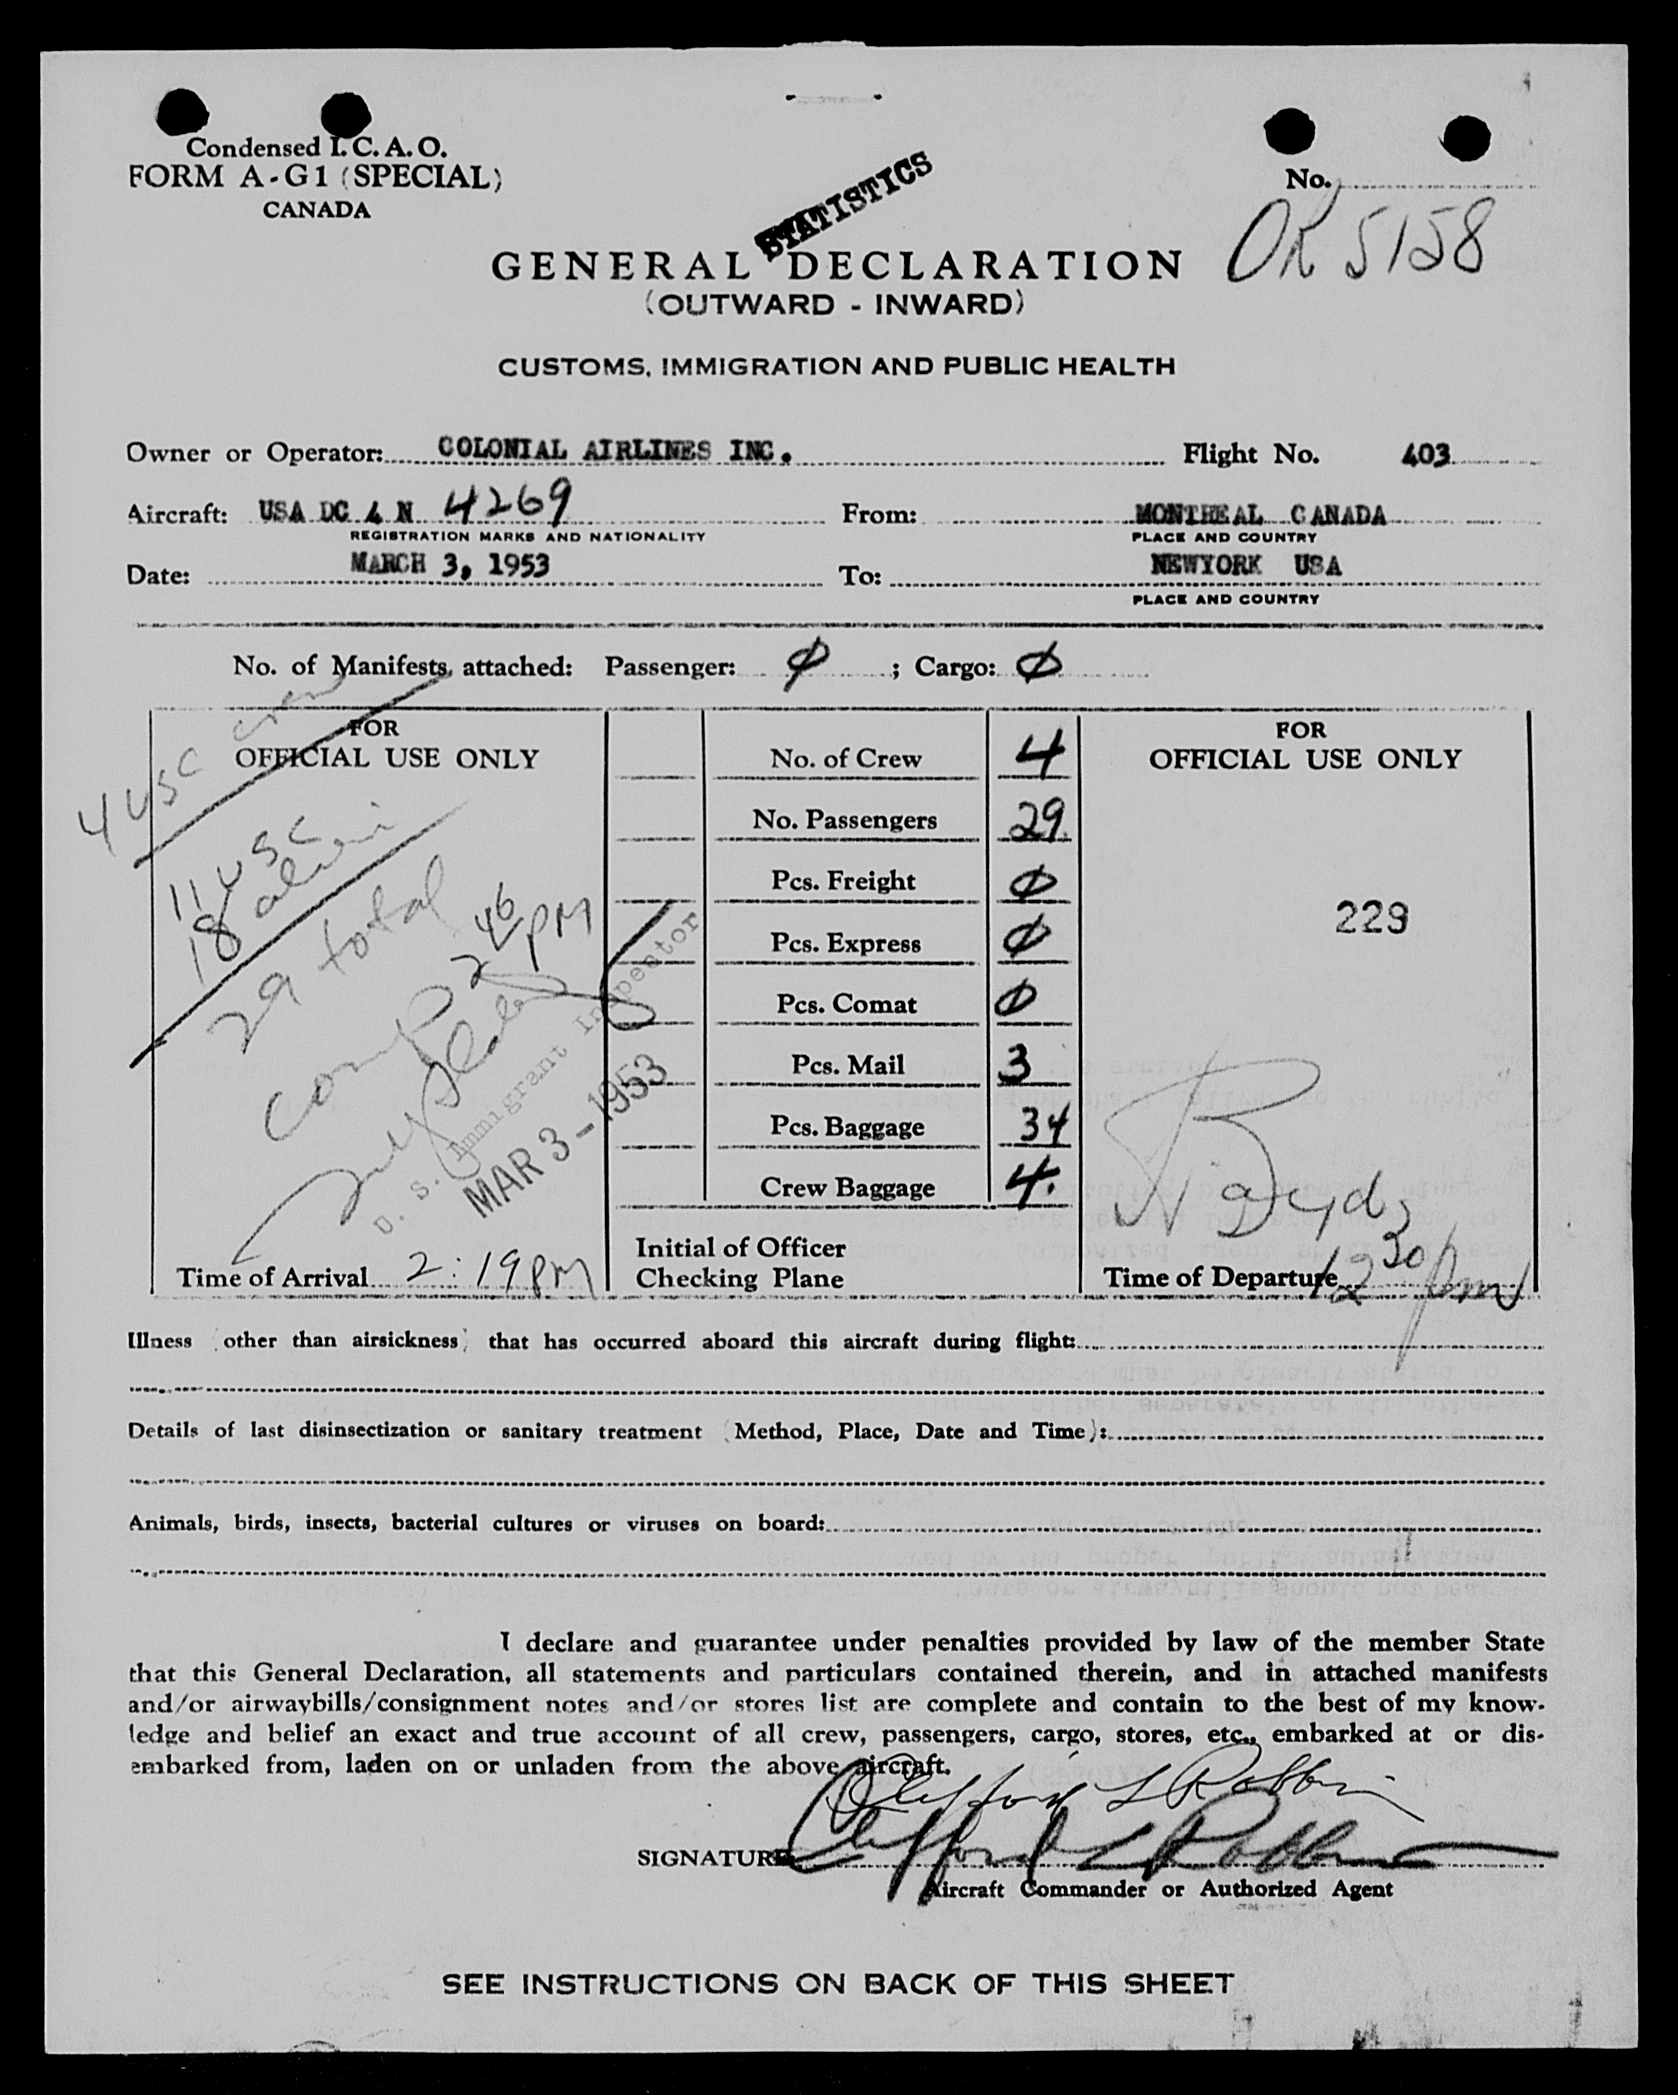 Condensed I. C. A. O.
FORM A-G1 (SPECIAL)
CANADA
No.
OR 5158
STATISTICS
GENERAL DECLARATION
(OUTWARD - INWARD)
CUSTOMS, IMMIGRATION AND PUBLIC HEALTH
Owner or Operator: COLONIAL AIRLINES INC. Flight No. 403
Aircraft: USA DC 4 N 4269 From: MONTREAL CANADA
REGISTRATION MARKS AND NATIONALITY PLACE AND COUNTRY
Date: MARCH 3, 1953 To: NEWYORK USA
PLACE AND COUNTRY
No. of Manifests attached: Passenger: 0 ; Cargo: 0
FOR
OFFICIAL USE ONLY
4 USC crew
11 USC
18 alien
29 total
comp 2 46 PM
U. S. Immigrant Inspector
MAR 3 - 1953
Time of Arrival 2:19 PM
No. of Crew 4
No. Passengers 29
Pcs. Freight 0
Pcs. Express 0
Pcs. Comat 0
Pcs. Mail 3
Pcs. Baggage 34
Crew Baggage 4.
Initial of Officer
Checking Plane
FOR
OFFICIAL USE ONLY
229
Time of Departure 12 30 pm
Illness (other than airsickness) that has occurred aboard this aircraft during flight:
Details of last disinsectization or sanitary treatment (Method, Place, Date and Time):
Animals, birds, insects, bacterial cultures or viruses on board:
I declare and guarantee under penalties provided by law of the member State
that this General Declaration, all statements and particulars contained therein, and in attached manifests
and/or airwaybills/consignment notes and/or stores list are complete and contain to the best of my know-
ledge and belief an exact and true account of all crew, passengers, cargo, stores, etc., embarked at or dis-
embarked from, laden on or unladen from the above aircraft.
Clifford L Robbins
SIGNATURE Clifford L Robbins
Aircraft Commander or Authorized Agent
SEE INSTRUCTIONS ON BACK OF THIS SHEET